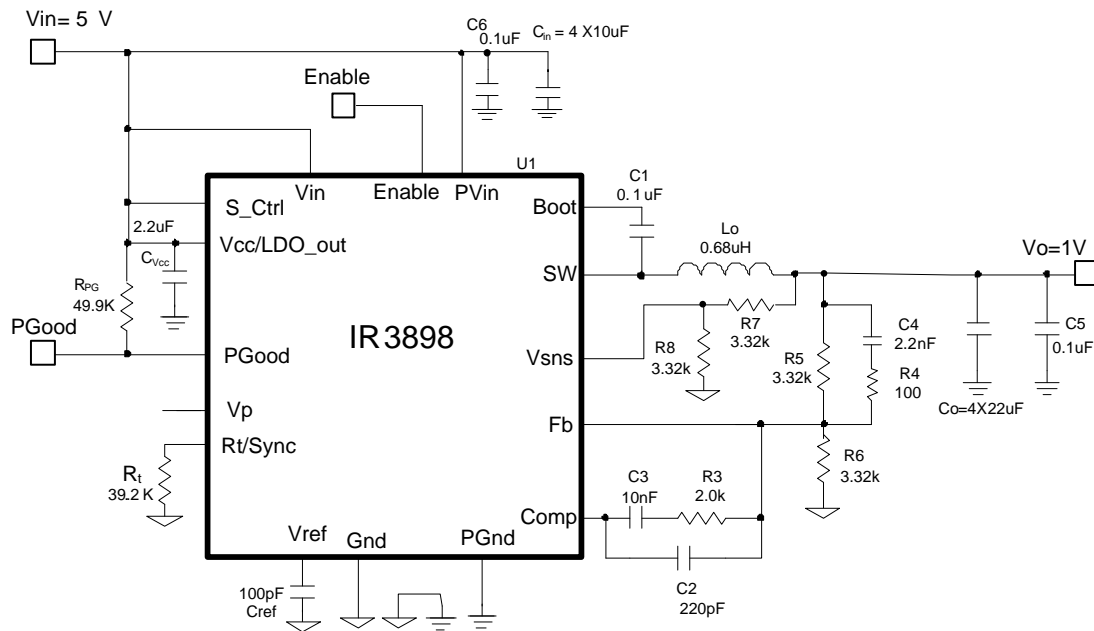 Vin= 5 V
C6
0.1uF
Cin = 4 X10uF
Enable
U1
Vin
Enable
PVin
S_Ctrl
Boot
C1
0.1uF
2.2uF
Vcc/LDO_out
CVcc
Lo
0.68uH
Vo=1V
SW
RPG
49.9K
PGood
IR3898
R7
3.32k
C4
2.2nF
C5
0.1uF
PGood
Vsns
R8
3.32k
R5
3.32k
R4
100
Co=4X22uF
Vp
Fb
Rt/Sync
Rt
39.2 K
R6
3.32k
C3
10nF
R3
2.0k
Comp
Vref
Gnd
PGnd
100pF
Cref
C2
220pF